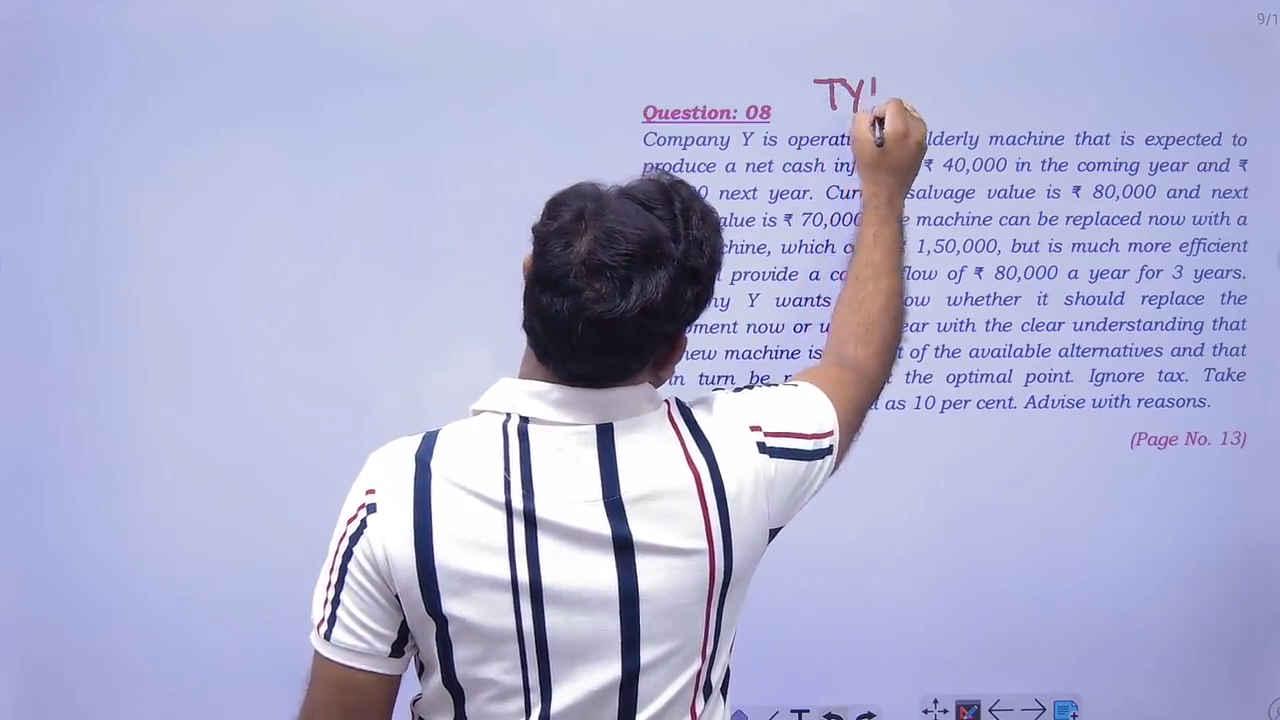 9/1
TY
Question: 08
Company Y is operati lderly machine that is expected to
produce a net cash inf ₹ 40,000 in the coming year and ₹
next year. Cur salvage value is ₹ 80,000 and next
alue is ₹ 70,000 machine can be replaced now with a
chine, which c ₹ 1,50,000, but is much more efficient
provide a ca flow of ₹ 80,000 a year for 3 years.
ny Y wants ow whether it should replace the
pment now or u ear with the clear understanding that
new machine is of the available alternatives and that
in turn be r the optimal point. Ignore tax. Take
as 10 per cent. Advise with reasons.
(Page No. 13)